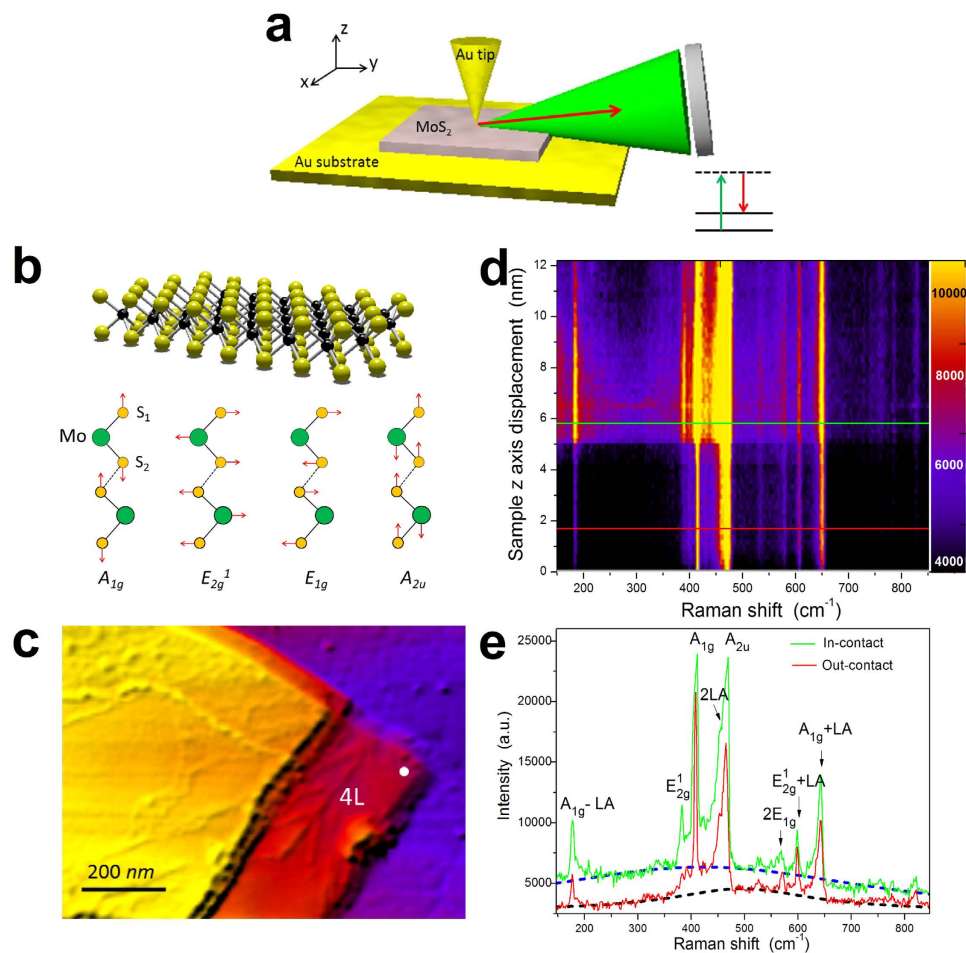 a
z
y
x
Au tip
MoS₂
Au substrate
b
S₁
Mo
S₂
A₁g
E₂g¹
E₁g
A₂u
c
4L
200 nm
d
Sample z axis displacement (nm)
12
10
8
6
4
2
0
200 300 400 500 600 700 800
Raman shift (cm⁻¹)
10000
8000
6000
4000
e
Intensity (a.u.)
25000
20000
15000
10000
5000
A₁g
A₂u
In-contact
Out-contact
2LA
A₁g+LA
E¹₂g
E¹₂g+LA
A₁g- LA
2E₁g
200 300 400 500 600 700 800
Raman shift (cm⁻¹)